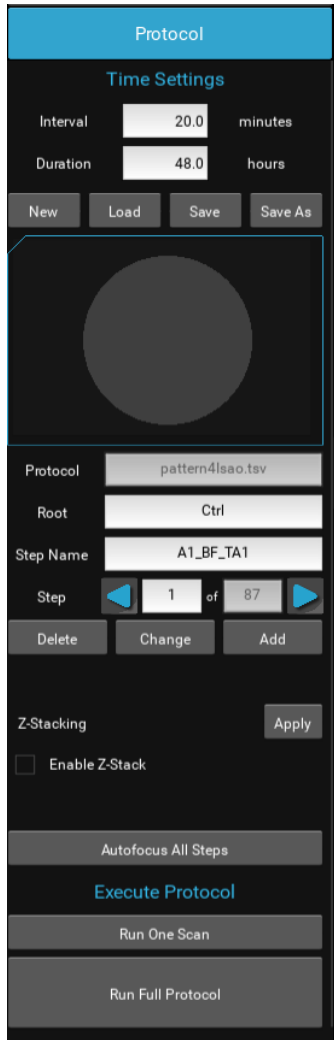 Protocol
Time Settings
Interval 20.0 minutes
Duration 48.0 hours
New Load Save Save As
Protocol pattern4lsao.tsv
Root Ctrl
Step Name A1_BF_TA1
Step 1 of 87
Delete Change Add
Z-Stacking Apply
Enable Z-Stack
Autofocus All Steps
Execute Protocol
Run One Scan
Run Full Protocol